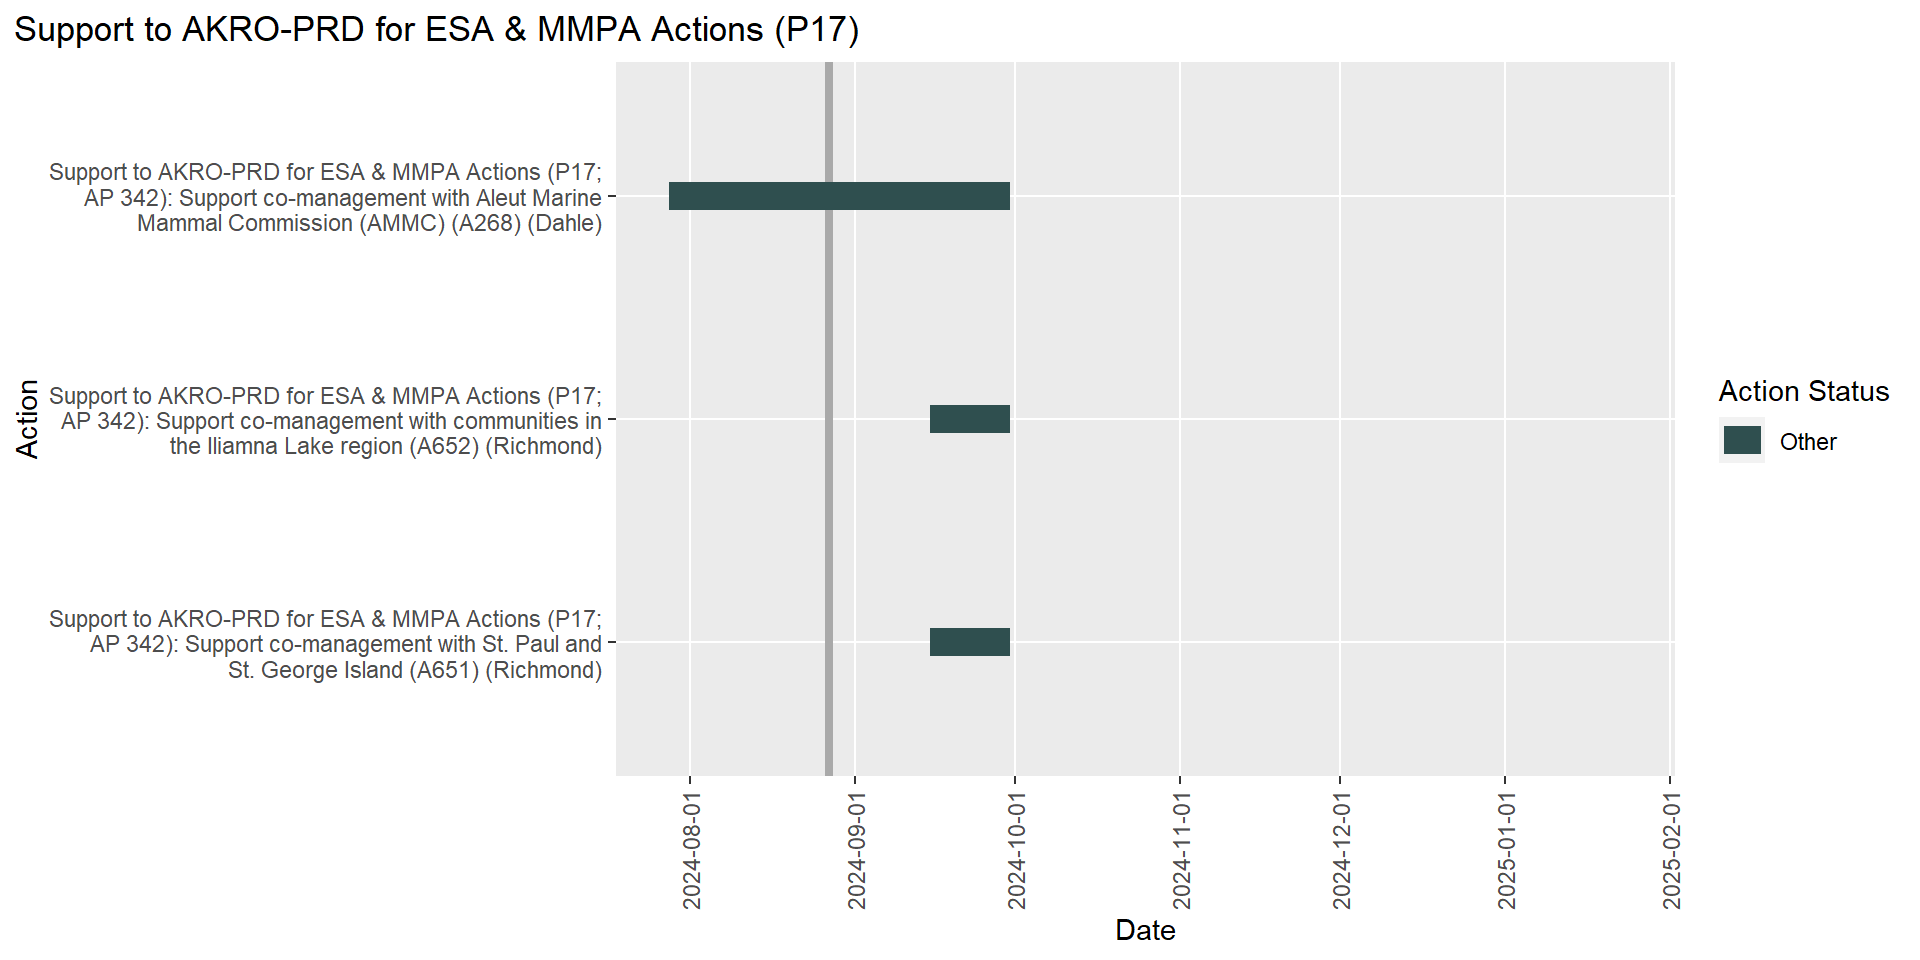 Support to AKRO-PRD for ESA & MMPA Actions (P17)
Support to AKRO-PRD for ESA & MMPA Actions (P17;
AP 342): Support co-management with Aleut Marine
Mammal Commission (AMMC) (A268) (Dahle)
Support to AKRO-PRD for ESA & MMPA Actions (P17;
AP 342): Support co-management with communities in
the Iliamna Lake region (A652) (Richmond)
Support to AKRO-PRD for ESA & MMPA Actions (P17;
AP 342): Support co-management with St. Paul and
St. George Island (A651) (Richmond)
Action
2024-08-01
2024-09-01
2024-10-01
2024-11-01
2024-12-01
2025-01-01
2025-02-01
Date
Action Status
Other